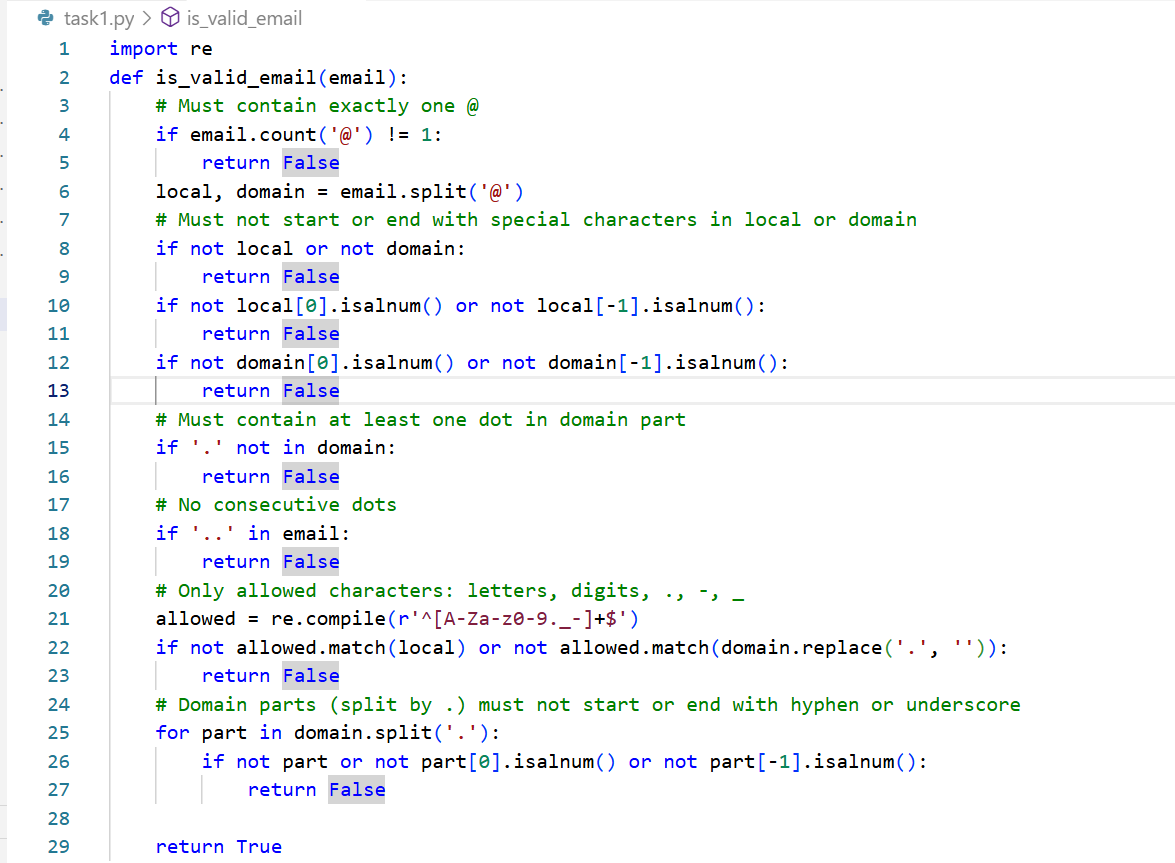 task1.py > is_valid_email
1 import re
2 def is_valid_email(email):
3     # Must contain exactly one @
4     if email.count('@') != 1:
5         return False
6     local, domain = email.split('@')
7     # Must not start or end with special characters in local or domain
8     if not local or not domain:
9         return False
10     if not local[0].isalnum() or not local[-1].isalnum():
11         return False
12     if not domain[0].isalnum() or not domain[-1].isalnum():
13         return False
14     # Must contain at least one dot in domain part
15     if '.' not in domain:
16         return False
17     # No consecutive dots
18     if '..' in email:
19         return False
20     # Only allowed characters: letters, digits, ., -, _
21     allowed = re.compile(r'^[A-Za-z0-9._-]+$')
22     if not allowed.match(local) or not allowed.match(domain.replace('.', '')):
23         return False
24     # Domain parts (split by .) must not start or end with hyphen or underscore
25     for part in domain.split('.'):
26         if not part or not part[0].isalnum() or not part[-1].isalnum():
27             return False
28
29     return True